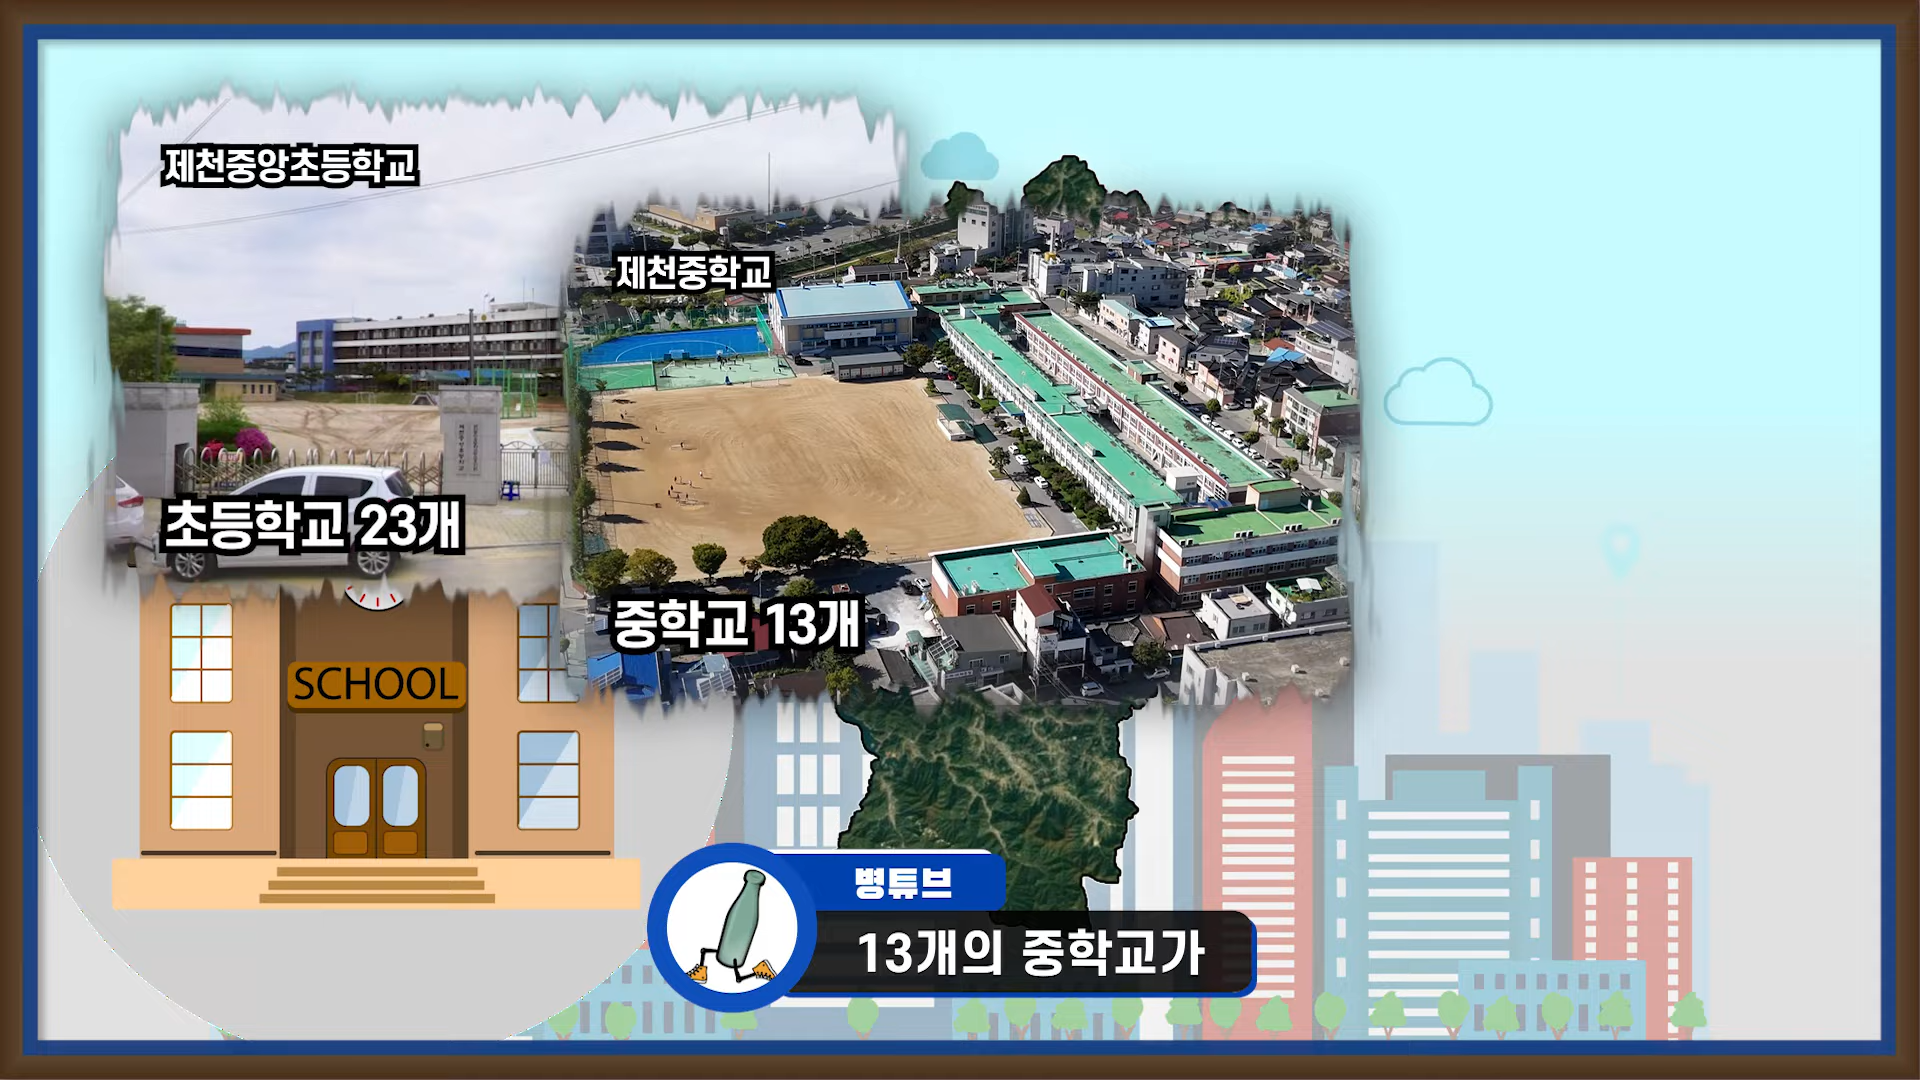 제천중앙초등학교
제천중학교
초등학교 23개
중학교 13개
SCHOOL
병튜브
13개의 중학교가